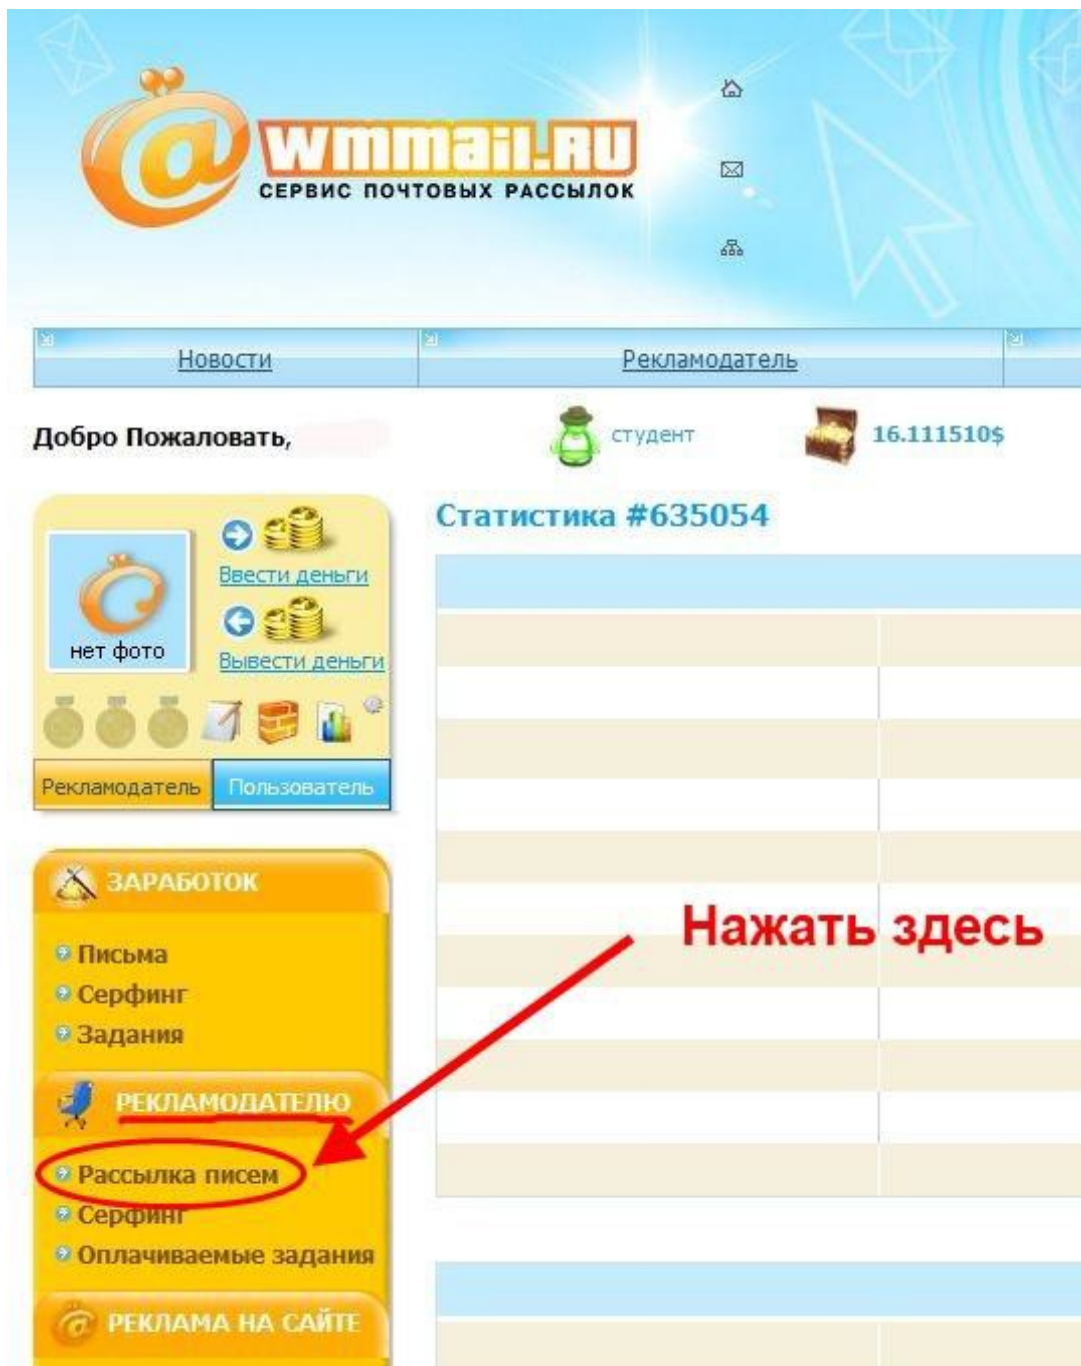 wmmail.RU
СЕРВИС ПОЧТОВЫХ РАССЫЛОК
Новости
Рекламодатель
Добро Пожаловать,
студент
16.111510$
Статистика #635054
Ввести деньги
нет фото
Вывести деньги
Рекламодатель
Пользователь
ЗАРАБОТОК
Нажать здесь
Письма
Серфинг
Задания
РЕКЛАМОДАТЕЛЮ
Рассылка писем
Серфинг
Оплачиваемые задания
РЕКЛАМА НА САЙТЕ